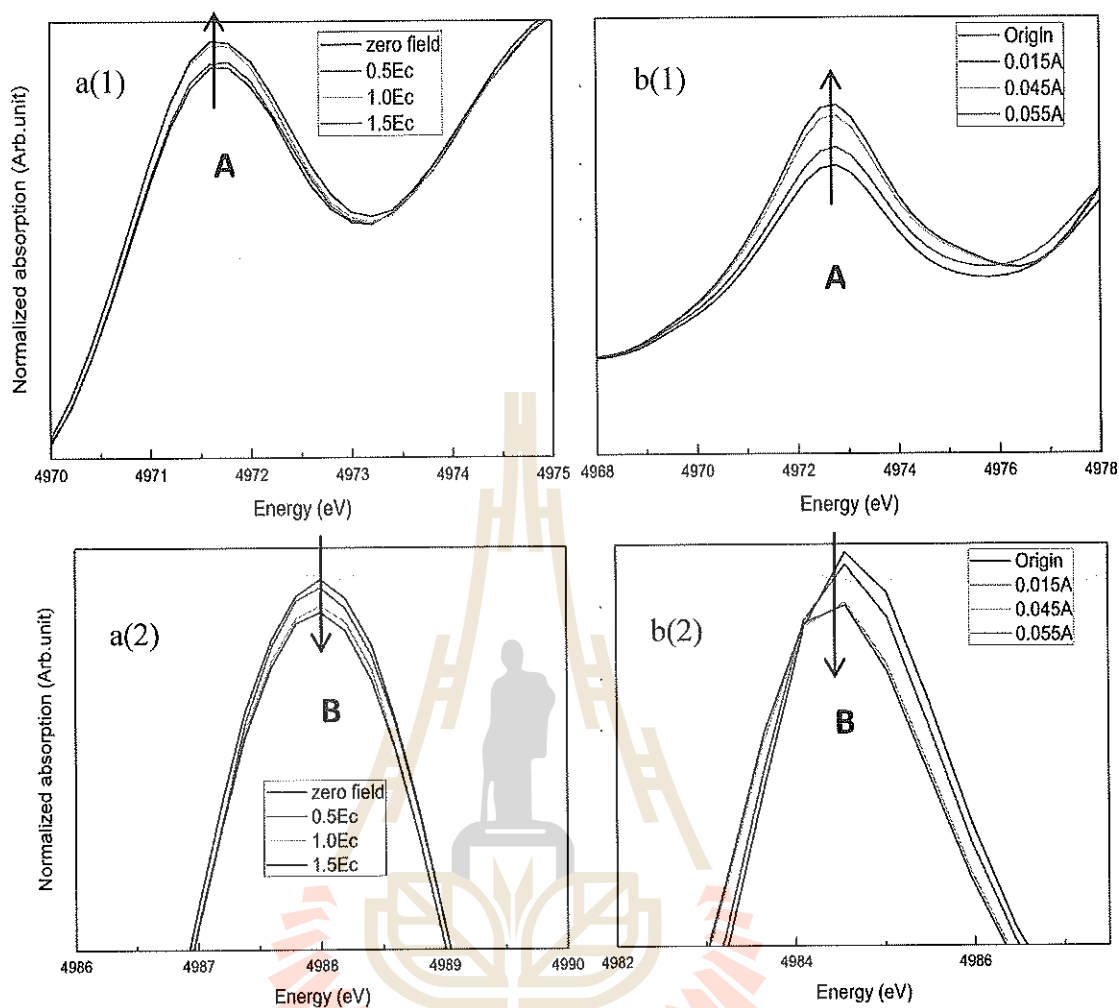 a(1)
zero field
0.5Ec
1.0Ec
1.5Ec
A
Normalized absorption (Arb.unit)
4970 4971 4972 4973 4974 4975
Energy (eV)
b(1)
Origin
0.015A
0.045A
0.055A
A
4968 4970 4972 4974 4976 4978
Energy (eV)
a(2)
B
zero field
0.5Ec
1.0Ec
1.5Ec
Normalized absorption (Arb.unit)
4986 4987 4988 4989 4990
Energy (eV)
b(2)
Origin
0.015A
0.045A
0.055A
B
4982 4984 4986
Energy (eV)